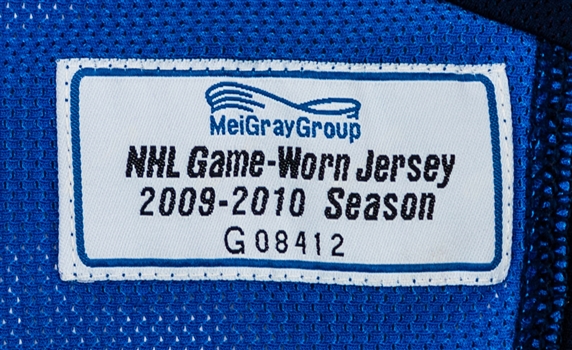 MeiGrayGroup
NHL Game-Worn Jersey
2009-2010 Season
G08412